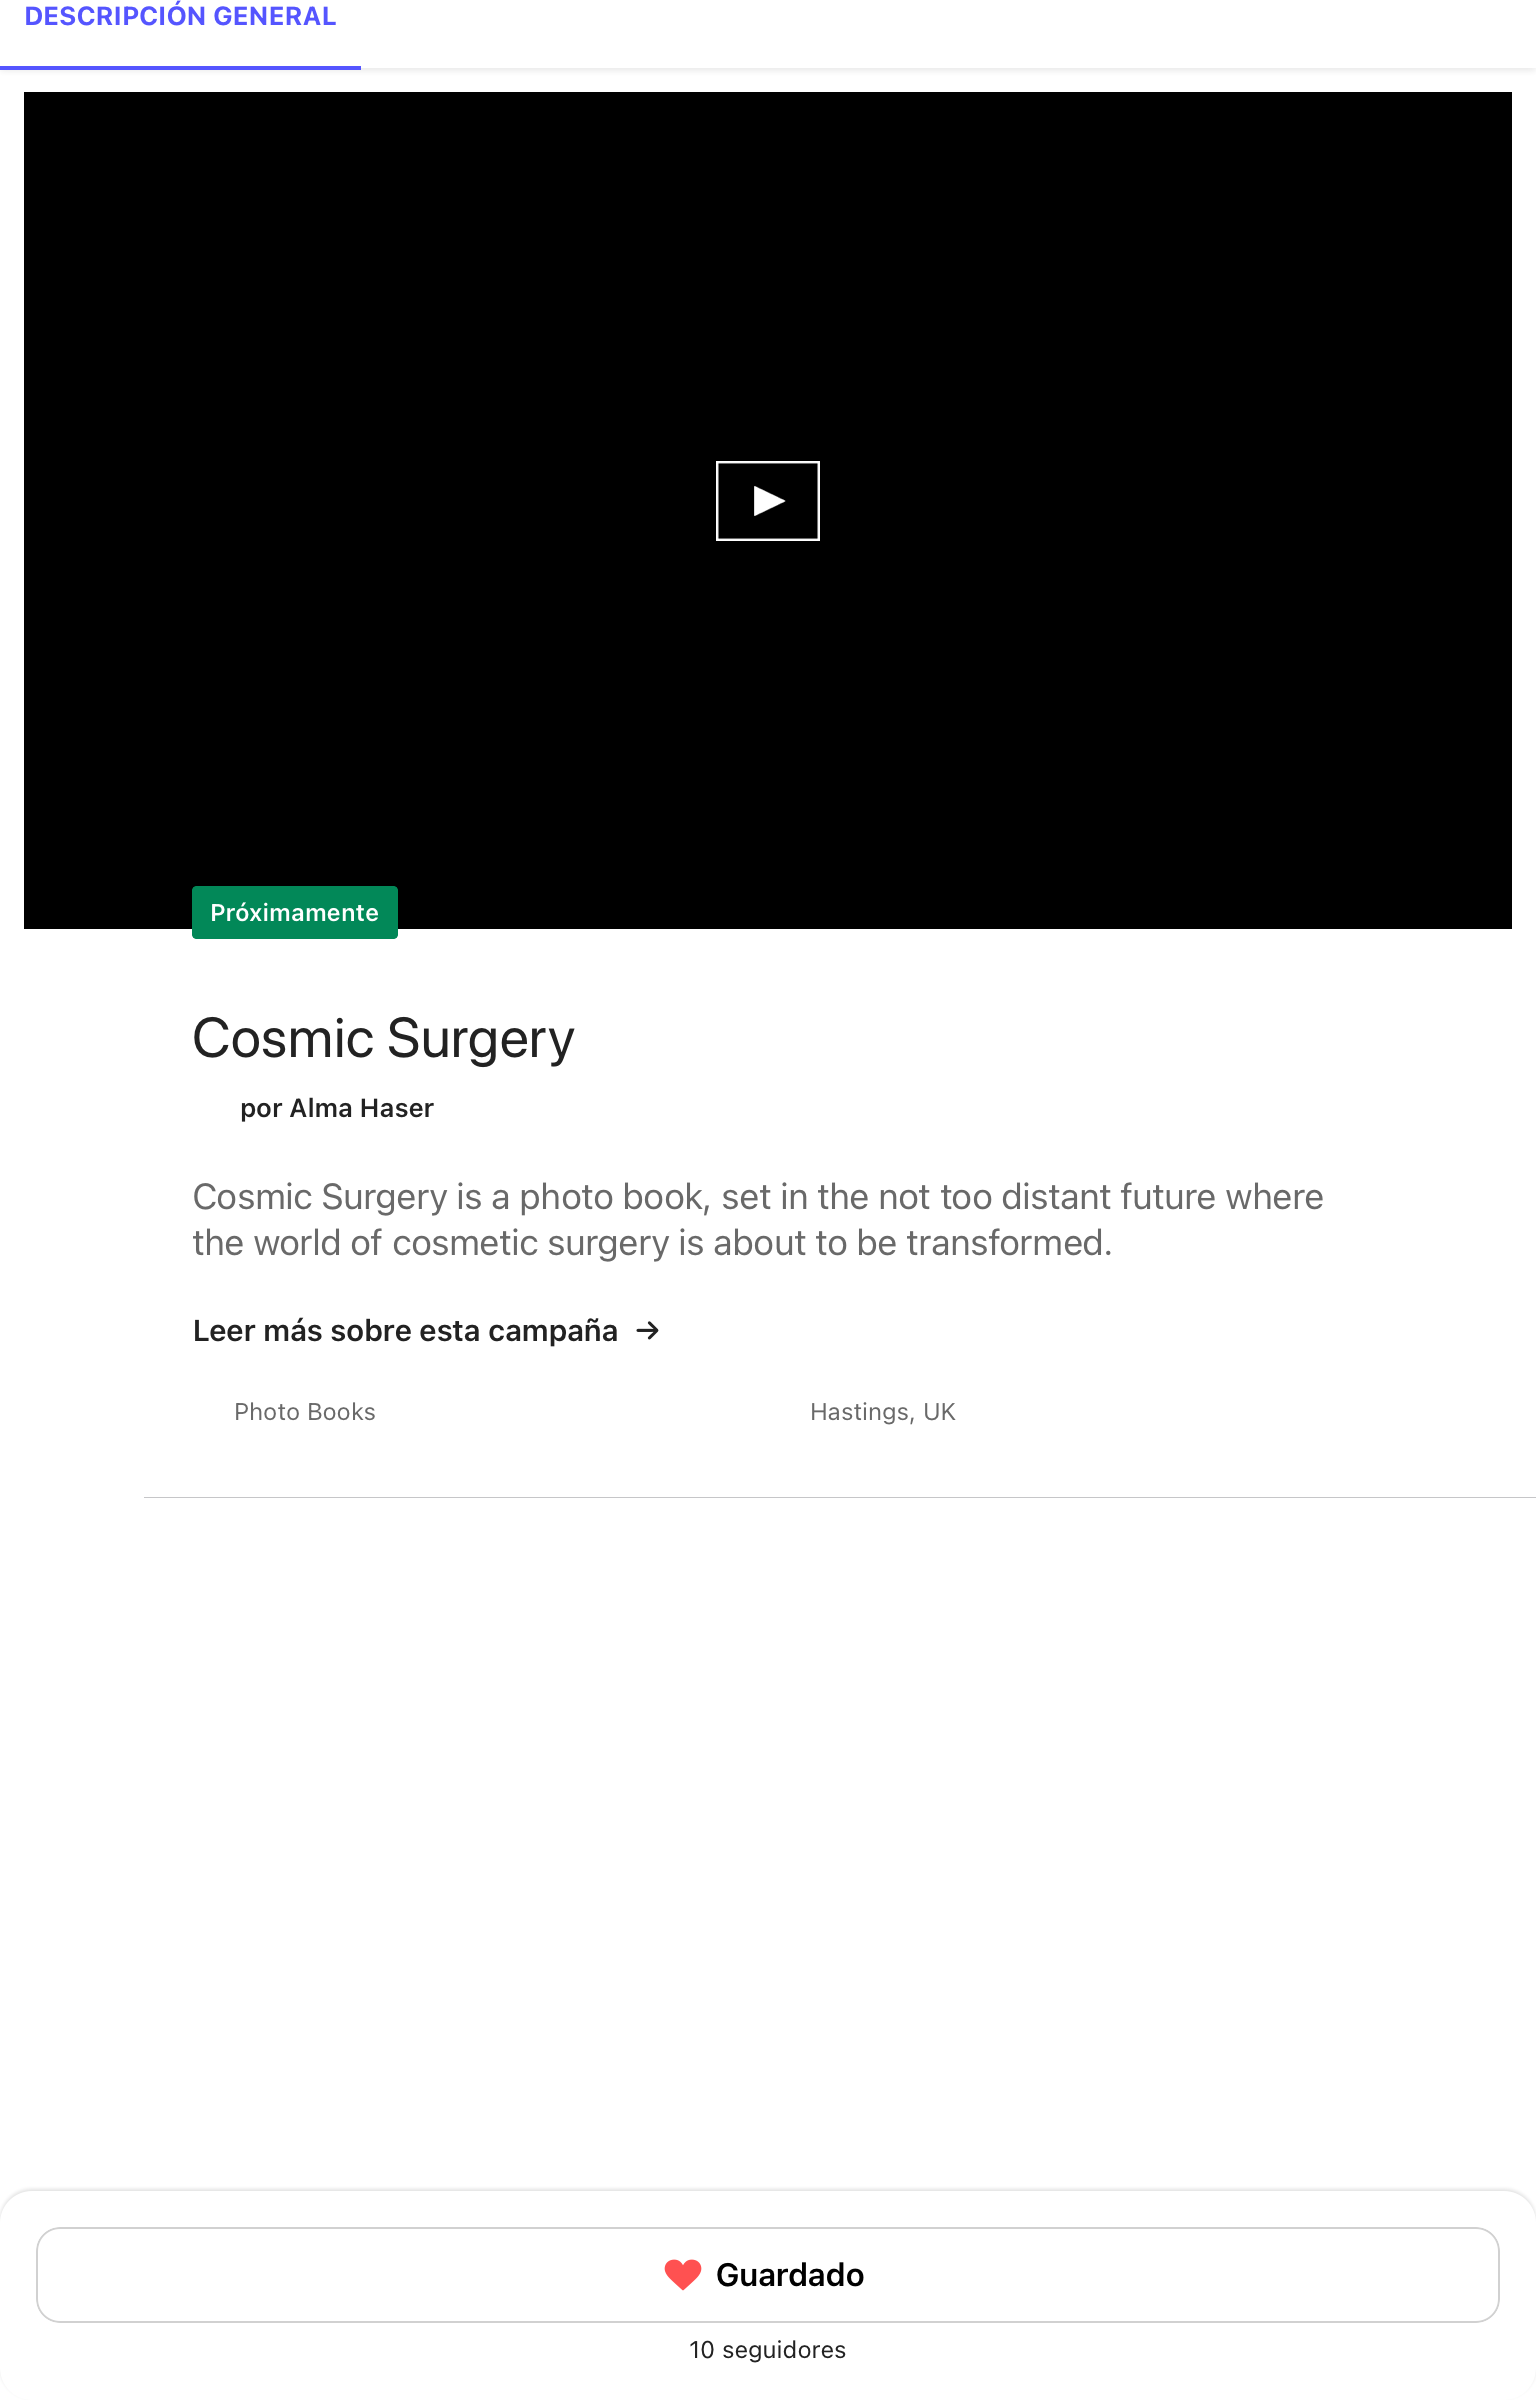 DESCRIPCIÓN GENERAL
Próximamente
Cosmic Surgery
por Alma Haser
Cosmic Surgery is a photo book, set in the not too distant future where
the world of cosmetic surgery is about to be transformed.
Leer más sobre esta campaña →
Photo Books
Hastings, UK
Guardado
10 seguidores